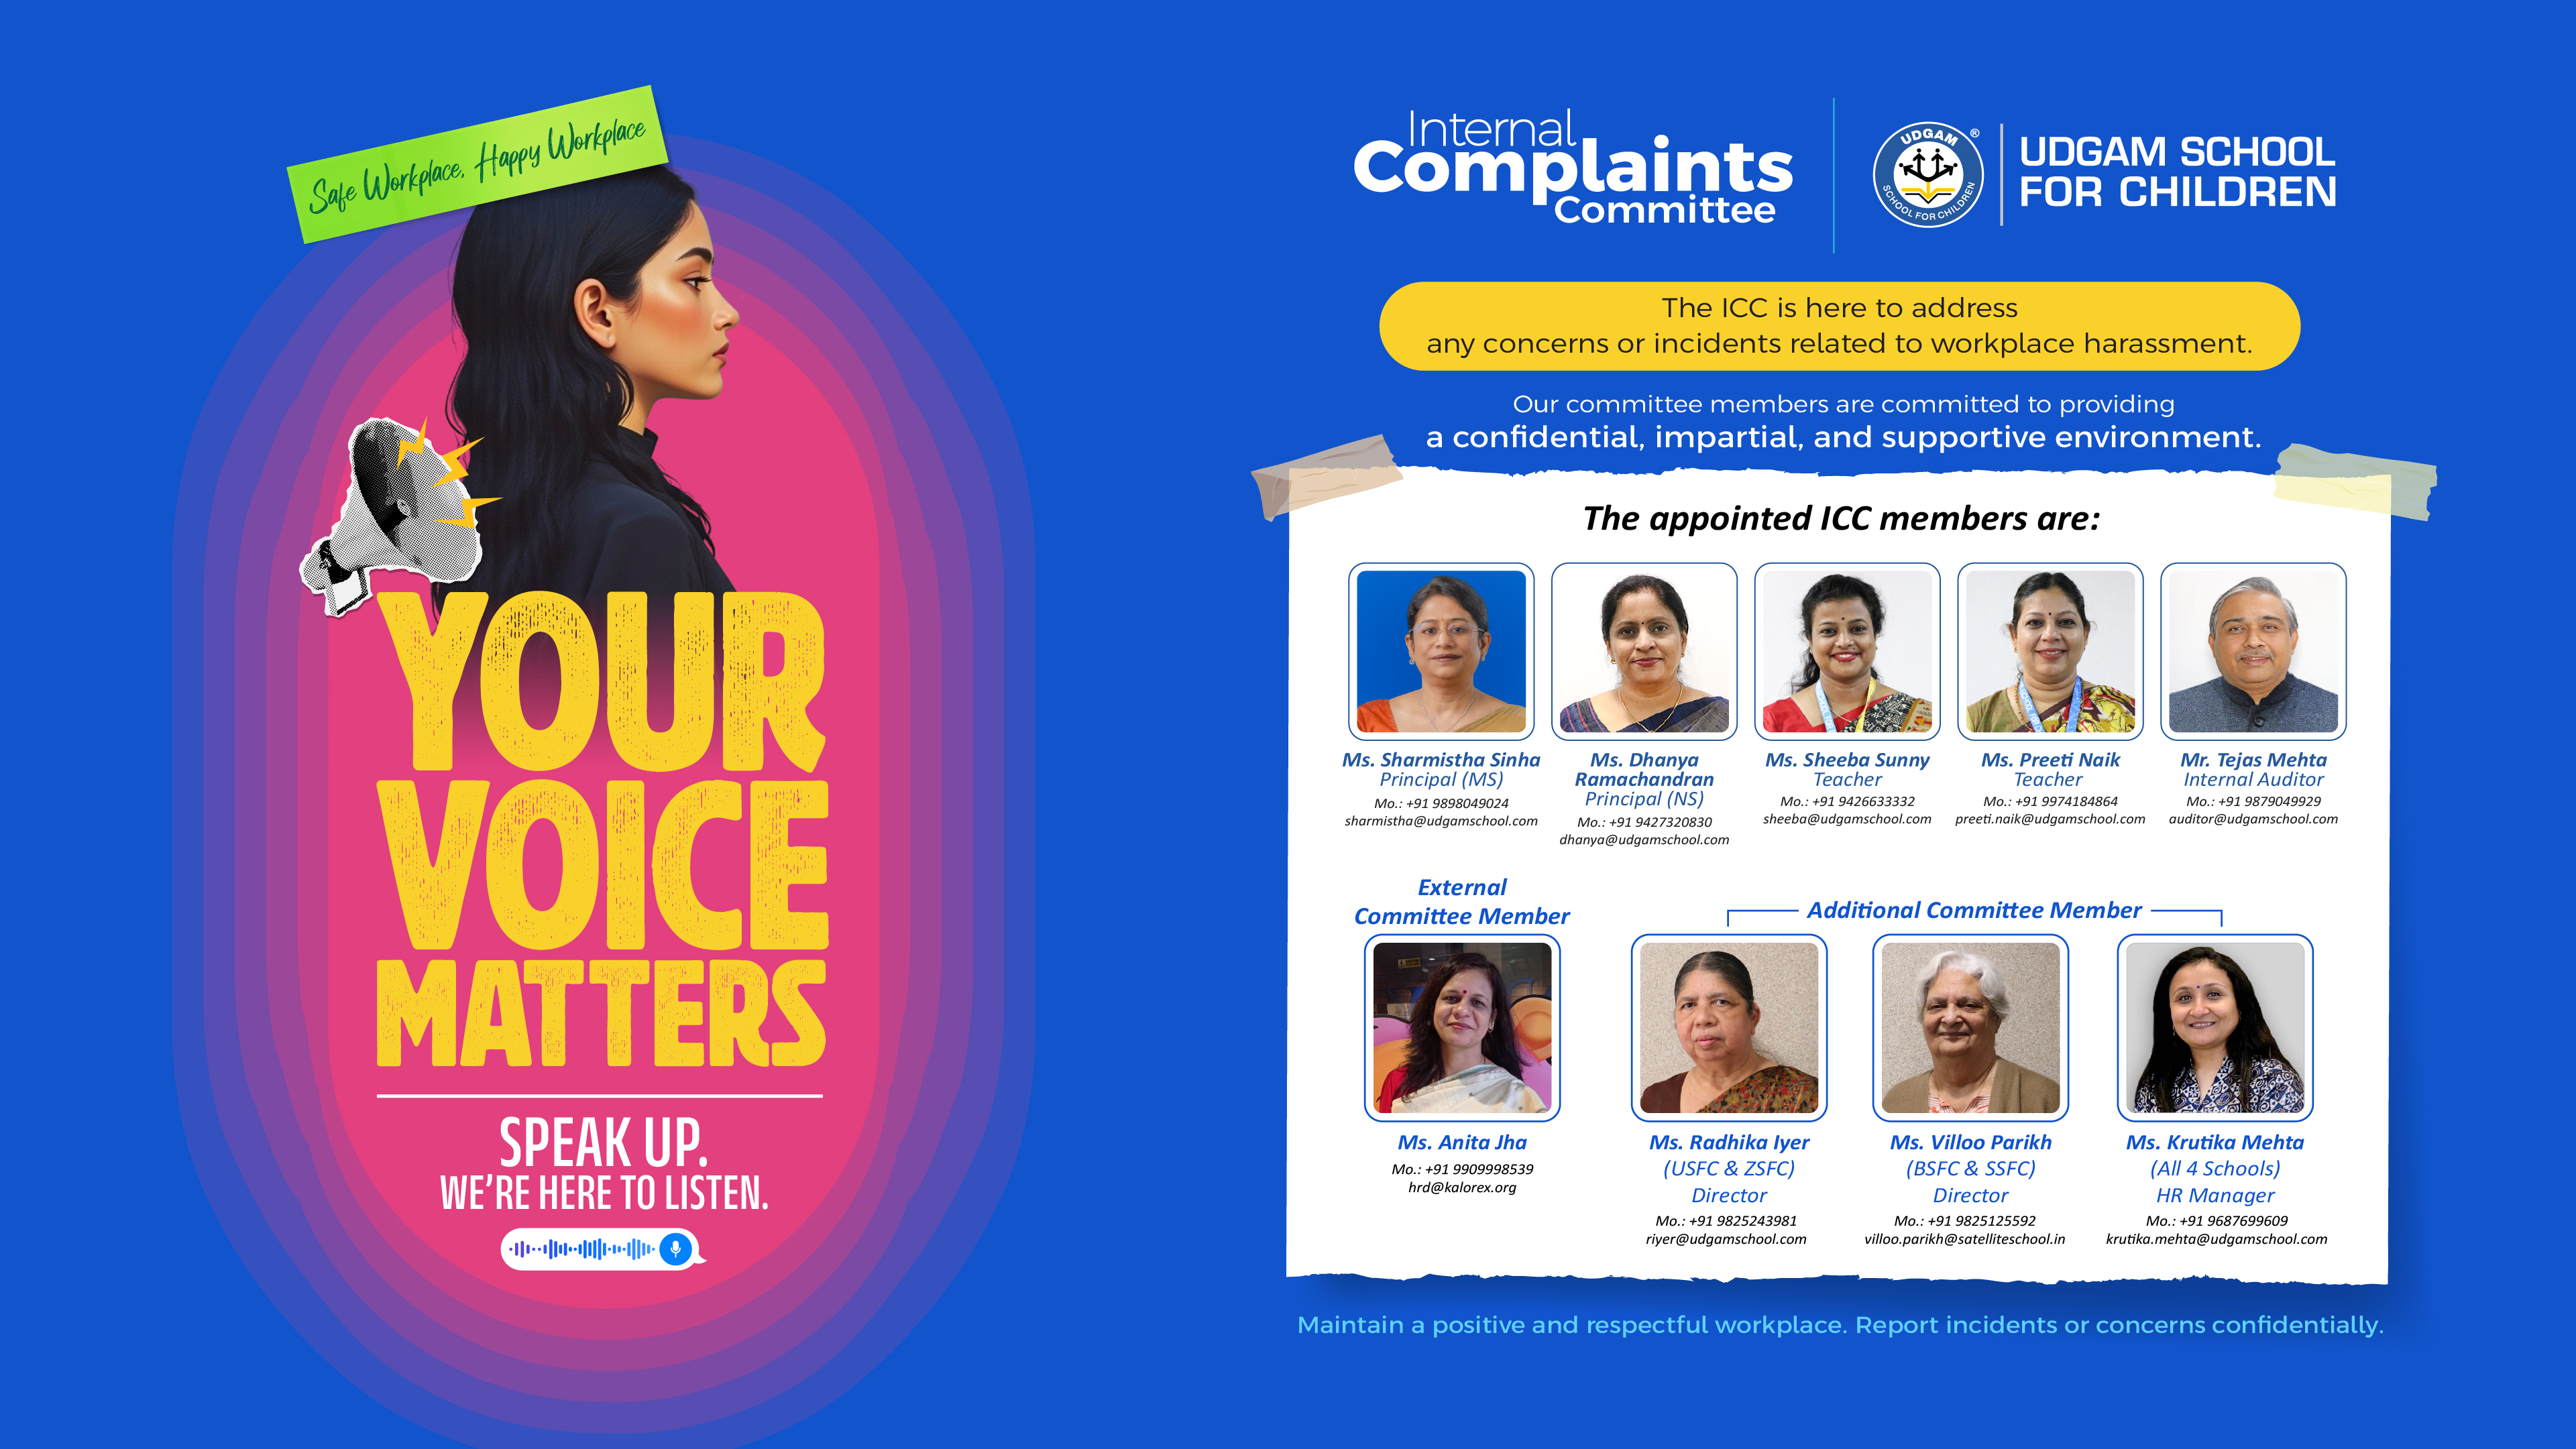 Safe Workplace, Happy Workplace
YOUR
VOICE
MATTERS
SPEAK UP.
WE'RE HERE TO LISTEN.
Internal
Complaints
Committee
UDGAM ®
SCHOOL FOR CHILDREN
UDGAM SCHOOL
FOR CHILDREN
The ICC is here to address
any concerns or incidents related to workplace harassment.
Our committee members are committed to providing
a confidential, impartial, and supportive environment.
The appointed ICC members are:
Ms. Sharmistha Sinha
Principal (MS)
Mo.: +91 9898049024
sharmistha@udgamschool.com
Ms. Dhanya
Ramachandran
Principal (NS)
Mo.: +91 9427320830
dhanya@udgamschool.com
Ms. Sheeba Sunny
Teacher
Mo.: +91 9426633332
sheeba@udgamschool.com
Ms. Preeti Naik
Teacher
Mo.: +91 9974184864
preeti.naik@udgamschool.com
Mr. Tejas Mehta
Internal Auditor
Mo.: +91 9879049929
auditor@udgamschool.com
External
Committee Member
Ms. Anita Jha
Mo.: +91 9909998539
hrd@kalorex.org
Additional Committee Member
Ms. Radhika Iyer
(USFC & ZSFC)
Director
Mo.: +91 9825243981
riyer@udgamschool.com
Ms. Villoo Parikh
(BSFC & SSFC)
Director
Mo.: +91 9825125592
villoo.parikh@satelliteschool.in
Ms. Krutika Mehta
(All 4 Schools)
HR Manager
Mo.: +91 9687699609
krutika.mehta@udgamschool.com
Maintain a positive and respectful workplace. Report incidents or concerns confidentially.